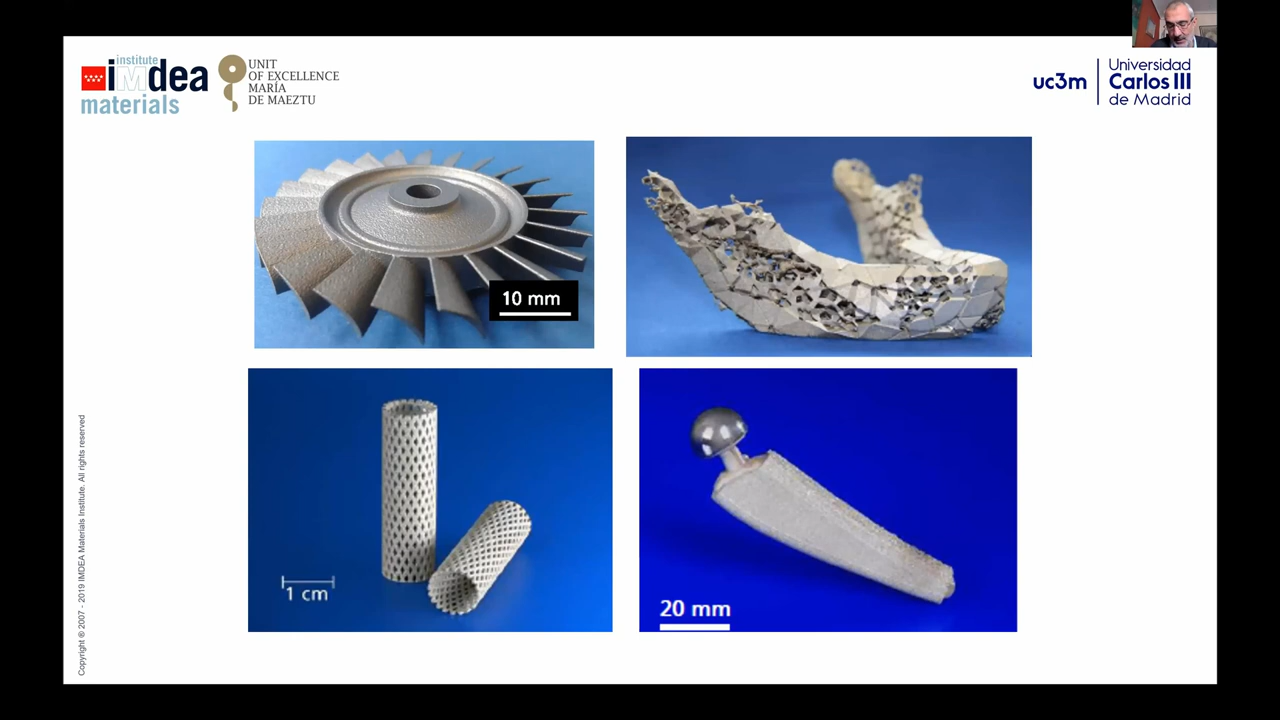 institute
iMdea
materials
UNIT
OF EXCELLENCE
MARÍA
DE MAEZTU
uc3m
Universidad
Carlos III
de Madrid
10 mm
1 cm
20 mm
Copyright ® 2007 - 2019 IMDEA Materials Institute. All rights reserved